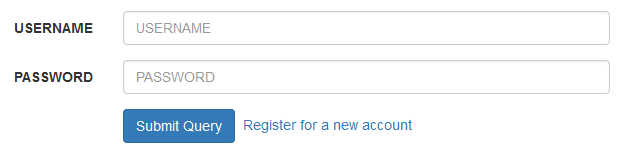 USERNAME USERNAME
PASSWORD PASSWORD
Submit Query Register for a new account